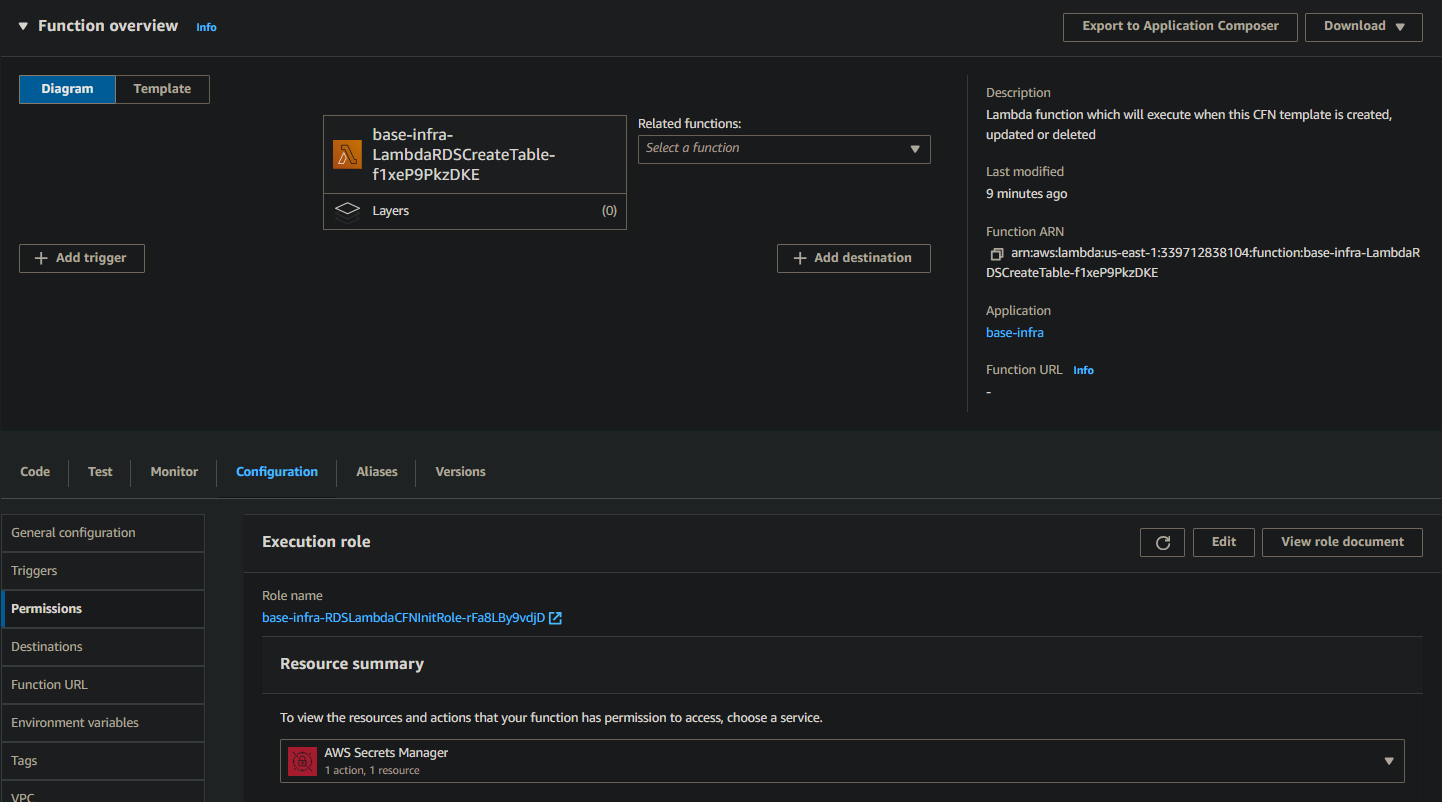 Function overview Info
Export to Application Composer
Download
Diagram
Template
base-infra-
LambdaRDSCreateTable-
f1xeP9PkzDKE
Layers
(0)
Related functions:
Select a function
Add trigger
Add destination
Description
Lambda function which will execute when this CFN template is created,
updated or deleted
Last modified
9 minutes ago
Function ARN
arn:aws:lambda:us-east-1:339712838104:function:base-infra-LambdaR
DSCreateTable-f1xeP9PkzDKE
Application
base-infra
Function URL Info
-
Code
Test
Monitor
Configuration
Aliases
Versions
General configuration
Triggers
Permissions
Destinations
Function URL
Environment variables
Tags
VPC
Execution role
Edit
View role document
Role name
base-infra-RDSLambdaCFNInitRole-rFa8LBy9vdjD
Resource summary
To view the resources and actions that your function has permission to access, choose a service.
AWS Secrets Manager
1 action, 1 resource